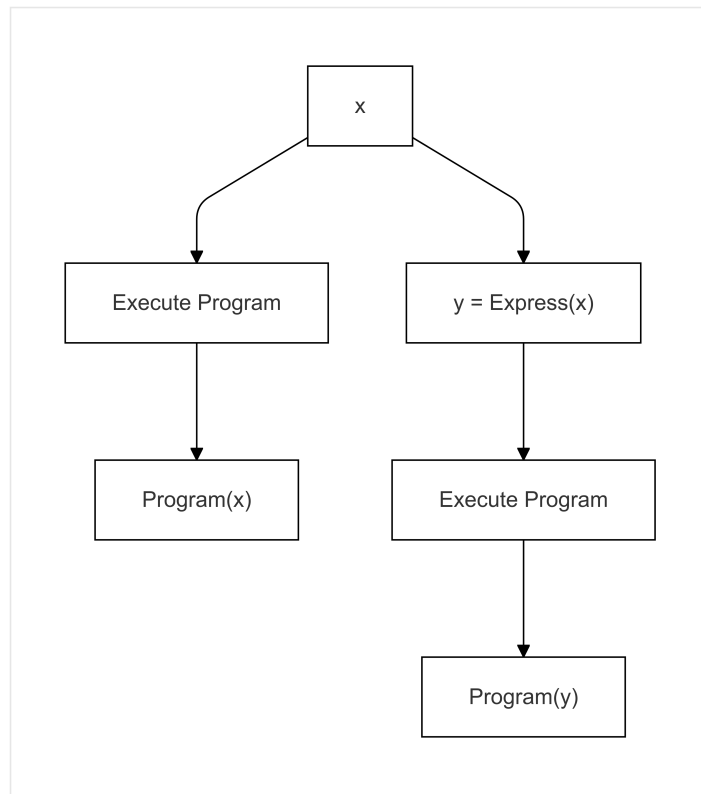 x
Execute Program
y = Express(x)
Program(x)
Execute Program
Program(y)